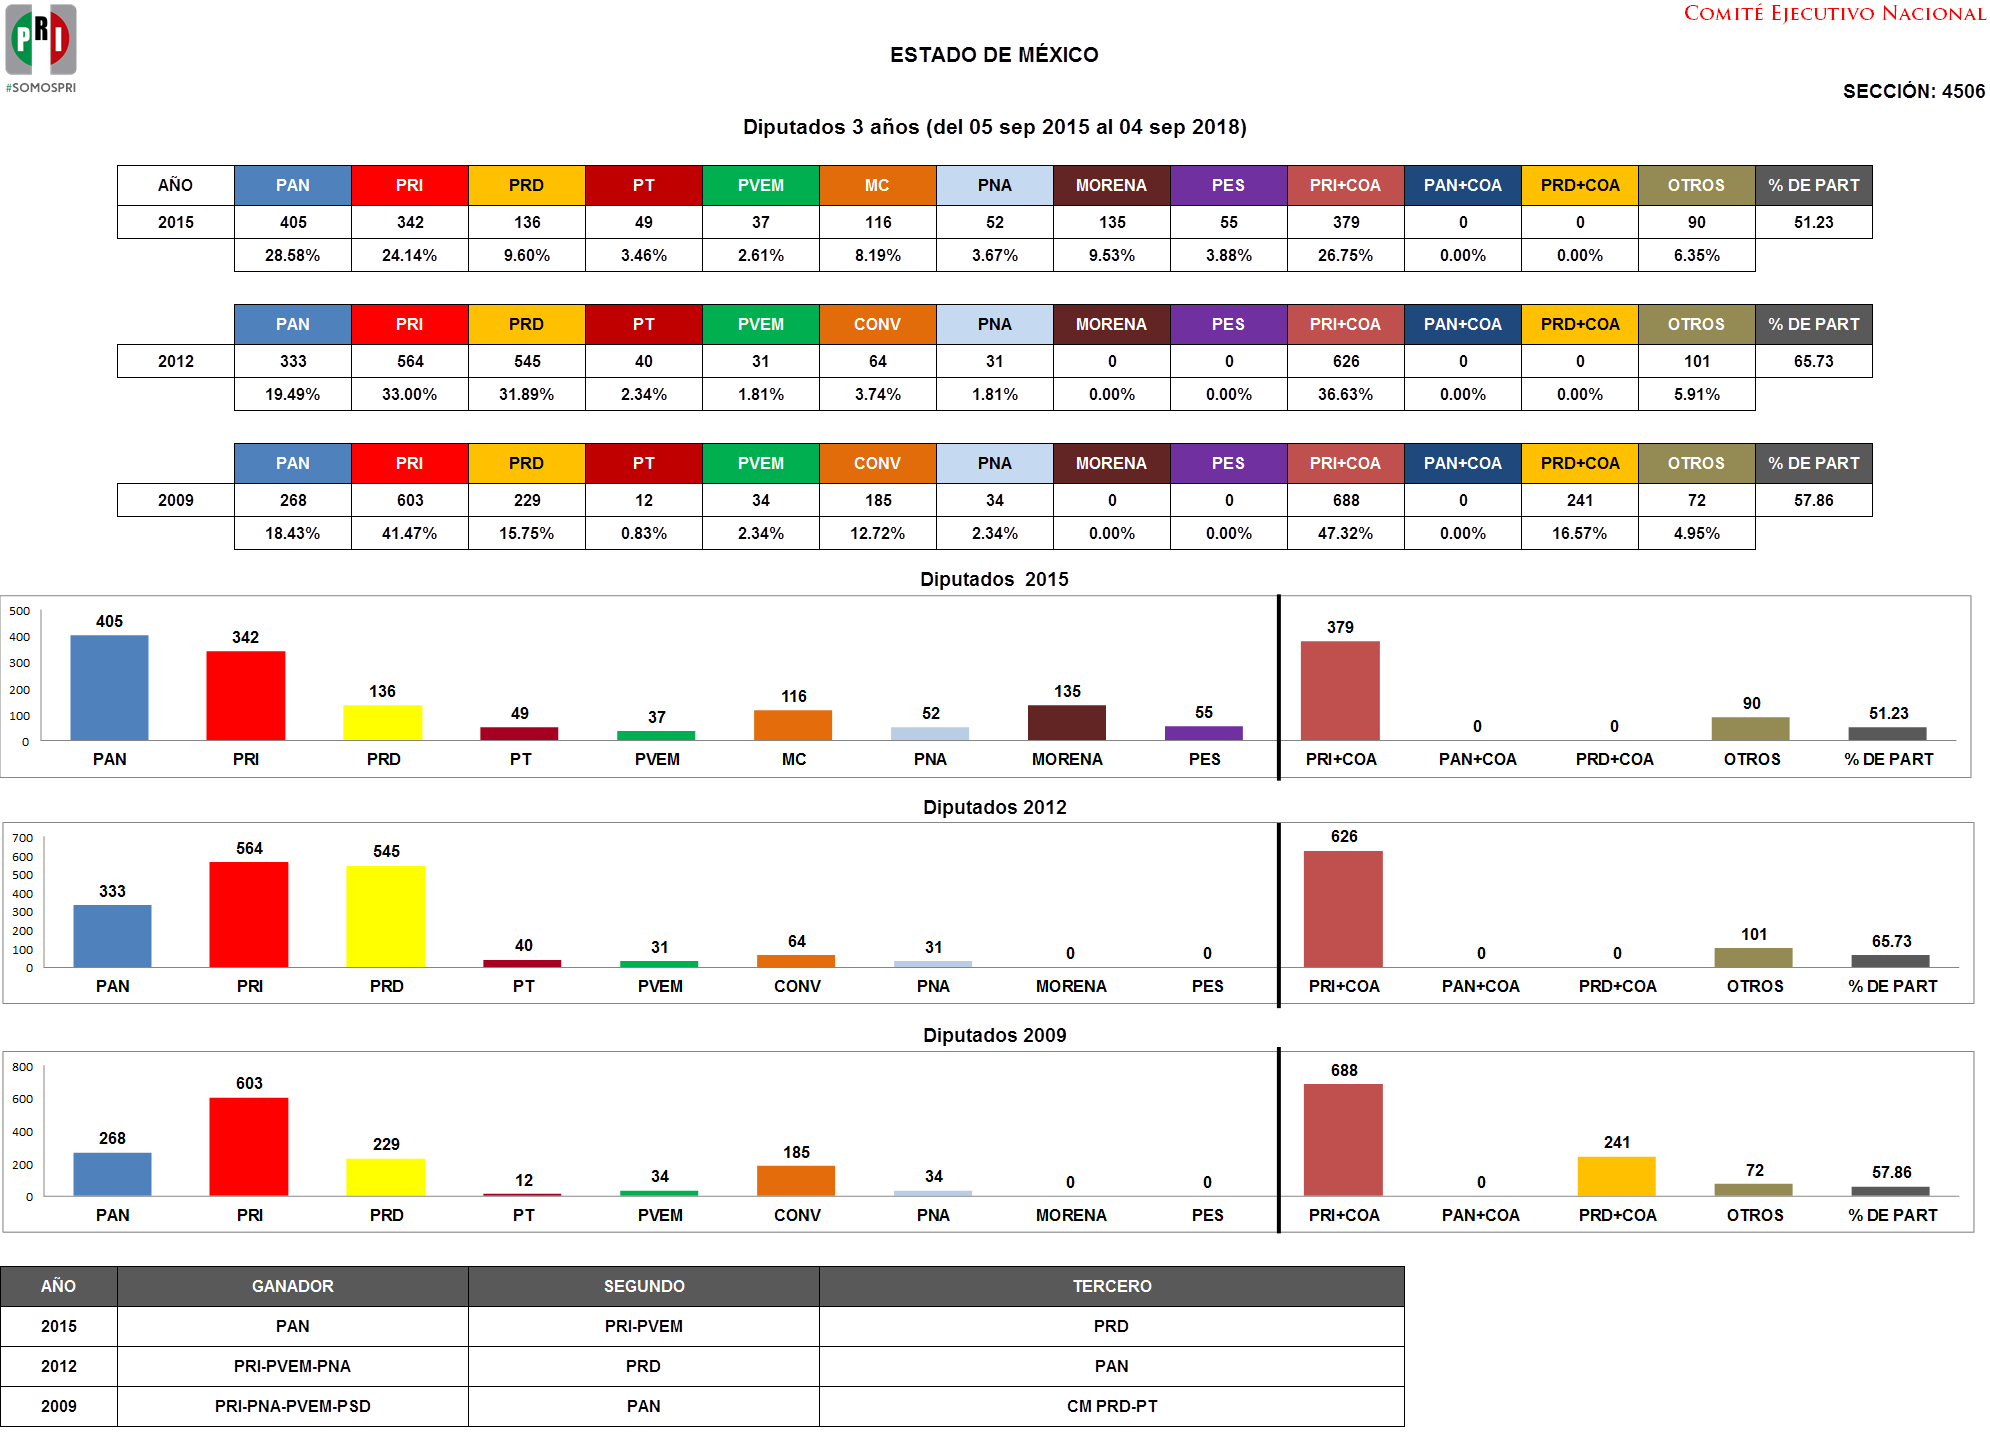 PRI
#SOMOSPRI
COMITÉ EJECUTIVO NACIONAL
ESTADO DE MÉXICO
SECCIÓN: 4506
Diputados 3 años (del 05 sep 2015 al 04 sep 2018)
AÑO PAN PRI PRD PT PVEM MC PNA MORENA PES PRI+COA PAN+COA PRD+COA OTROS % DE PART
2015 405 342 136 49 37 116 52 135 55 379 0 0 90 51.23
28.58% 24.14% 9.60% 3.46% 2.61% 8.19% 3.67% 9.53% 3.88% 26.75% 0.00% 0.00% 6.35%
PAN PRI PRD PT PVEM CONV PNA MORENA PES PRI+COA PAN+COA PRD+COA OTROS % DE PART
2012 333 564 545 40 31 64 31 0 0 626 0 0 101 65.73
19.49% 33.00% 31.89% 2.34% 1.81% 3.74% 1.81% 0.00% 0.00% 36.63% 0.00% 0.00% 5.91%
PAN PRI PRD PT PVEM CONV PNA MORENA PES PRI+COA PAN+COA PRD+COA OTROS % DE PART
2009 268 603 229 12 34 185 34 0 0 688 0 241 72 57.86
18.43% 41.47% 15.75% 0.83% 2.34% 12.72% 2.34% 0.00% 0.00% 47.32% 0.00% 16.57% 4.95%
Diputados 2015
500
400
300
200
100
0
405 342 136 49 37 116 52 135 55 379 0 0 90 51.23
PAN PRI PRD PT PVEM MC PNA MORENA PES PRI+COA PAN+COA PRD+COA OTROS % DE PART
Diputados 2012
700
600
500
400
300
200
100
0
333 564 545 40 31 64 31 0 0 626 0 0 101 65.73
PAN PRI PRD PT PVEM CONV PNA MORENA PES PRI+COA PAN+COA PRD+COA OTROS % DE PART
Diputados 2009
800
600
400
200
0
268 603 229 12 34 185 34 0 0 688 0 241 72 57.86
PAN PRI PRD PT PVEM CONV PNA MORENA PES PRI+COA PAN+COA PRD+COA OTROS % DE PART
AÑO GANADOR SEGUNDO TERCERO
2015 PAN PRI-PVEM PRD
2012 PRI-PVEM-PNA PRD PAN
2009 PRI-PNA-PVEM-PSD PAN CM PRD-PT